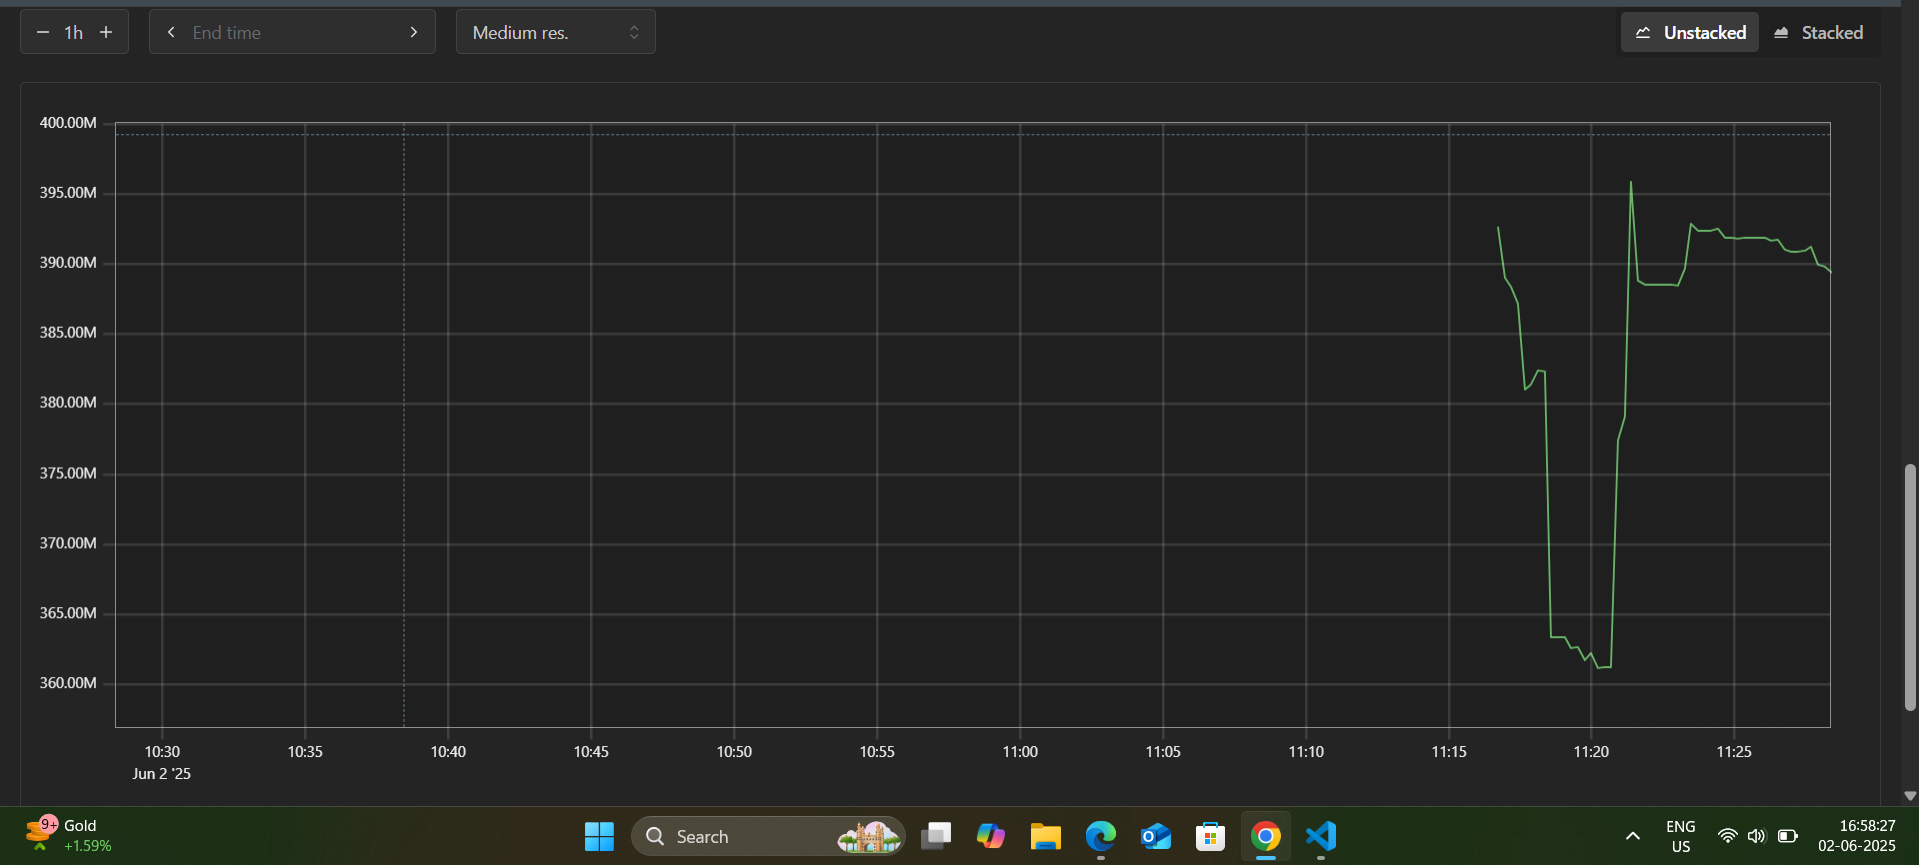 1h
End time
Medium res.
Unstacked
Stacked
400.00M
395.00M
390.00M
385.00M
380.00M
375.00M
370.00M
365.00M
360.00M
10:30 10:35 10:40 10:45 10:50 10:55 11:00 11:05 11:10 11:15 11:20 11:25
Jun 2 '25
9+
Gold
+1.59%
Search
ENG
US
16:58:27
02-06-2025